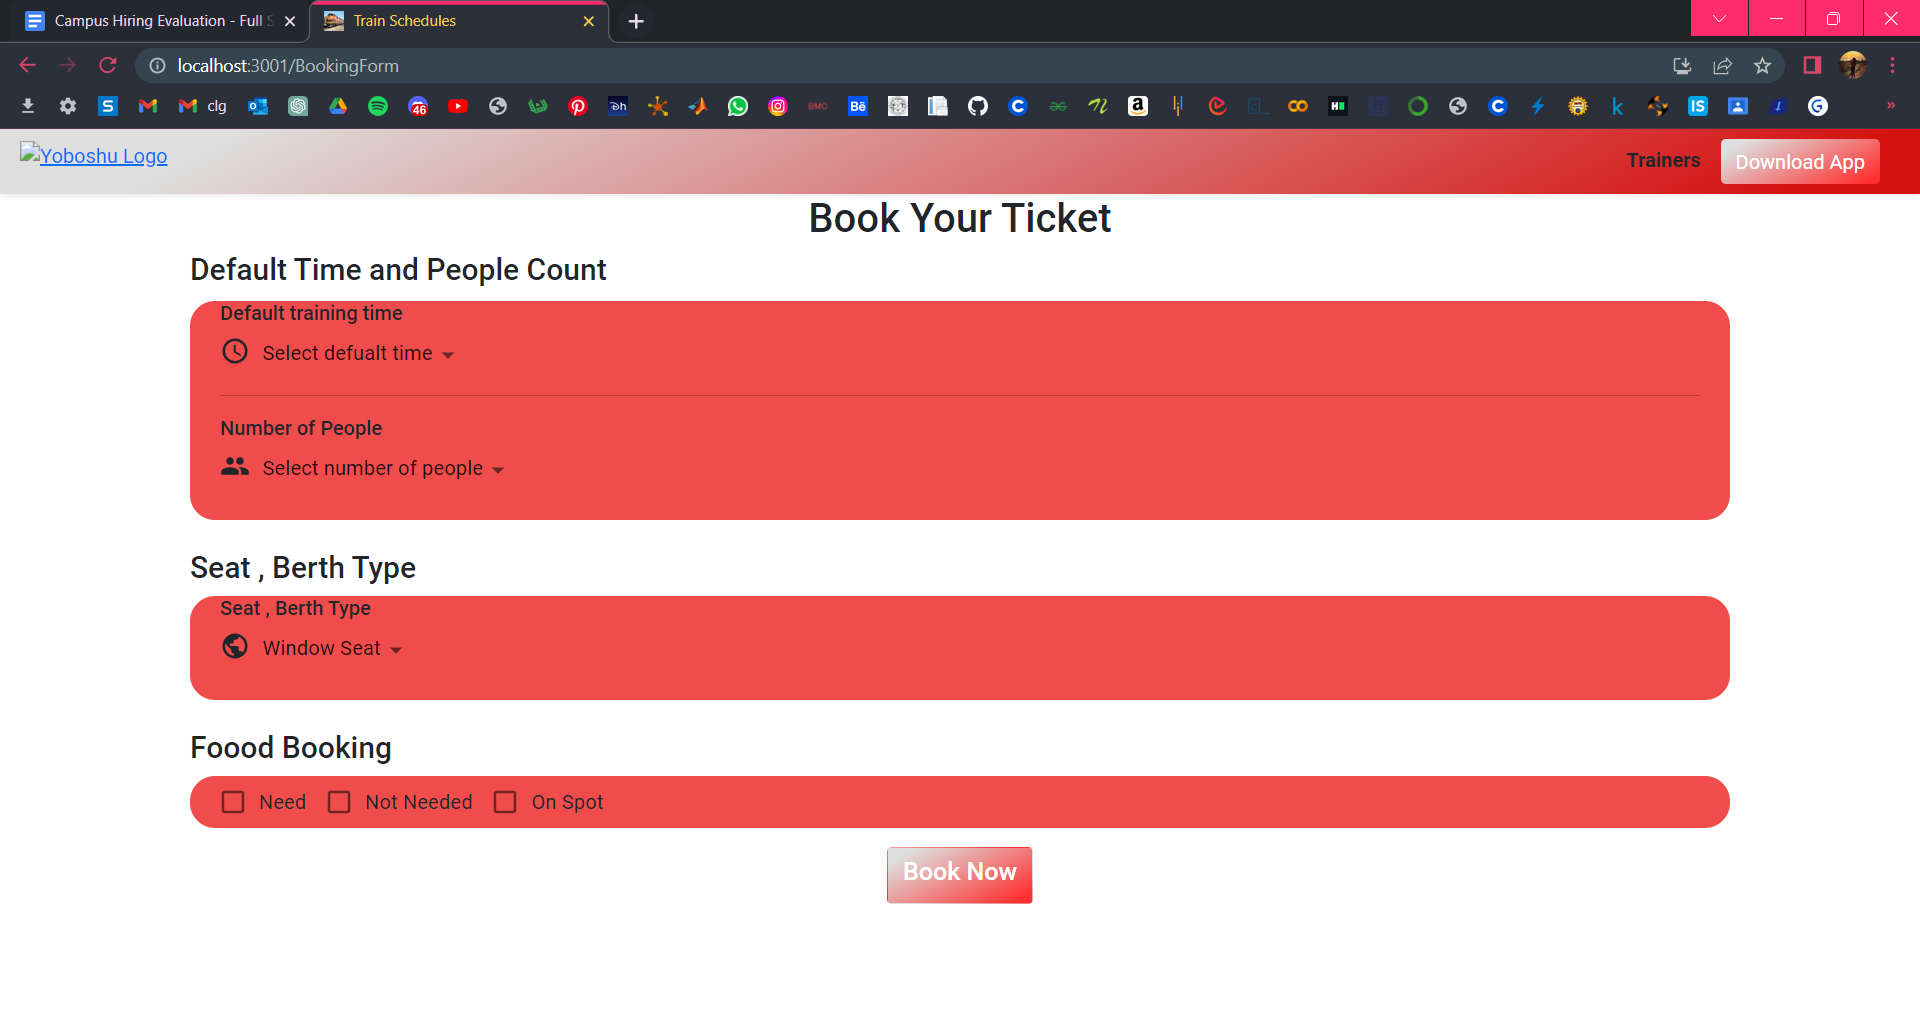 Campus Hiring Evaluation - Full S
Train Schedules
localhost:3001/BookingForm
clg
46
Yoboshu Logo
Trainers
Download App
Book Your Ticket
Default Time and People Count
Default training time
Select defualt time
Number of People
Select number of people
Seat , Berth Type
Seat , Berth Type
Window Seat
Foood Booking
Need Not Needed On Spot
Book Now